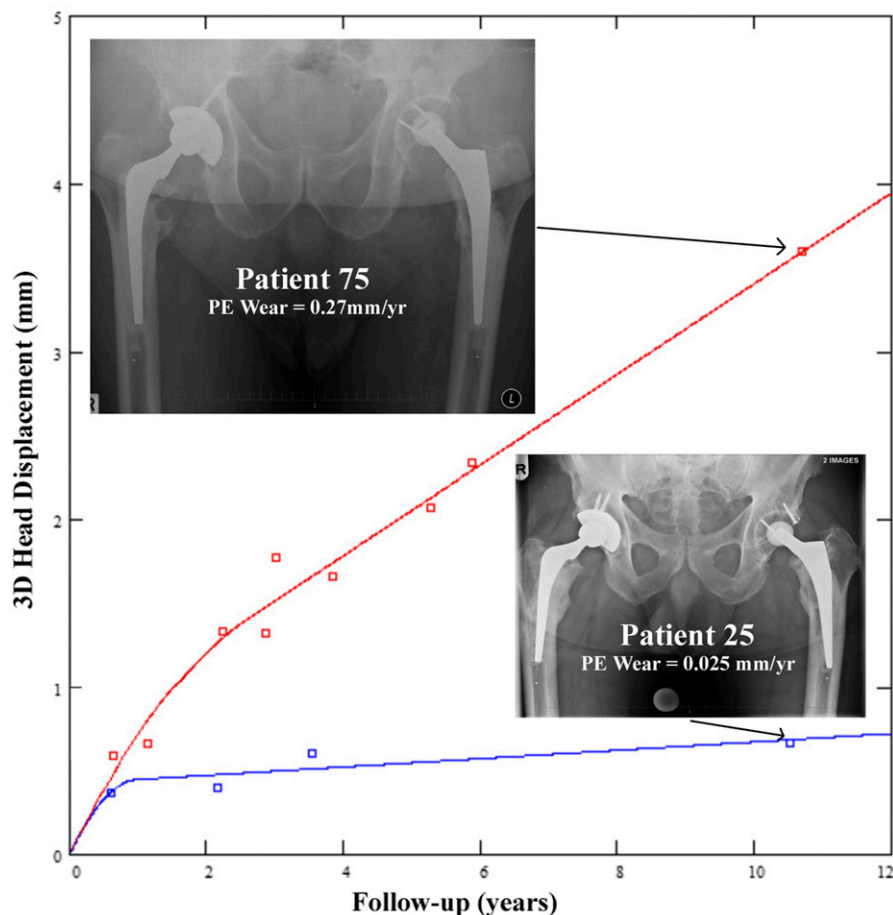 5
4
3
2
1
0
3D Head Displacement (mm)
L
R
Patient 75
PE Wear = 0.27mm/yr
R
2 IMAGES
Patient 25
PE Wear = 0.025 mm/yr
0 2 4 6 8 10 12
Follow-up (years)